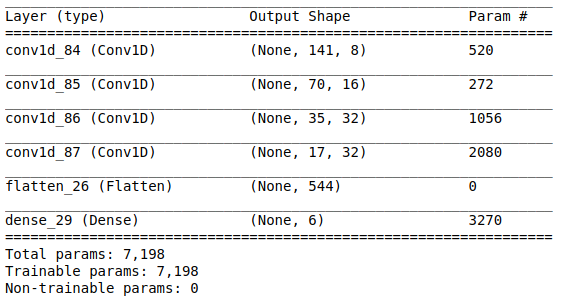 Layer (type) Output Shape Param #
conv1d_84 (Conv1D) (None, 141, 8) 520
conv1d_85 (Conv1D) (None, 70, 16) 272
conv1d_86 (Conv1D) (None, 35, 32) 1056
conv1d_87 (Conv1D) (None, 17, 32) 2080
flatten_26 (Flatten) (None, 544) 0
dense_29 (Dense) (None, 6) 3270
Total params: 7,198
Trainable params: 7,198
Non-trainable params: 0